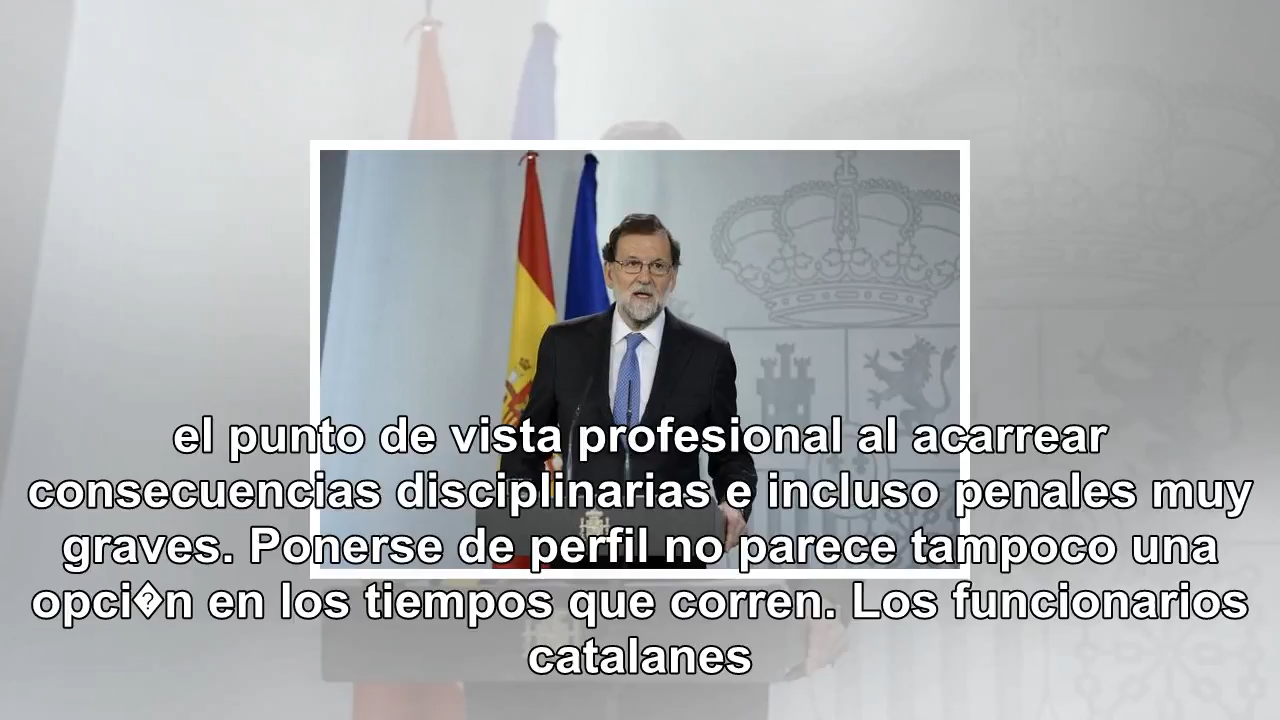 el punto de vista profesional al acarrear
consecuencias disciplinarias e incluso penales muy
graves. Ponerse de perfil no parece tampoco una
opci�n en los tiempos que corren. Los funcionarios
catalanes